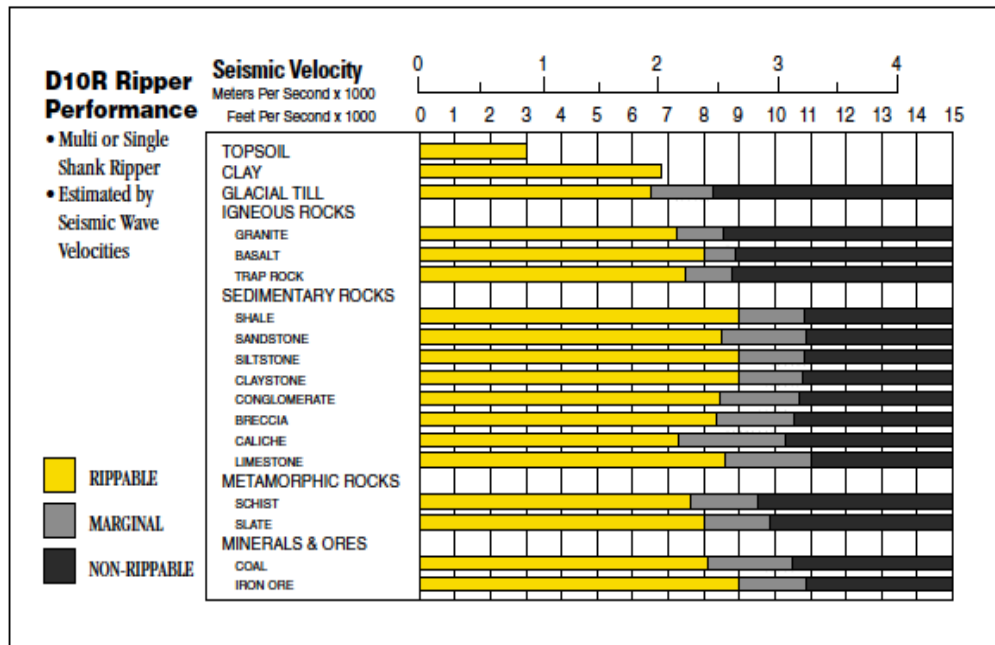 D10R Ripper
Performance
• Multi or Single
Shank Ripper
• Estimated by
Seismic Wave
Velocities
Seismic Velocity
Meters Per Second x 1000
Feet Per Second x 1000
0 1 2 3 4
0 1 2 3 4 5 6 7 8 9 10 11 12 13 14 15
TOPSOIL
CLAY
GLACIAL TILL
IGNEOUS ROCKS
GRANITE
BASALT
TRAP ROCK
SEDIMENTARY ROCKS
SHALE
SANDSTONE
SILTSTONE
CLAYSTONE
CONGLOMERATE
BRECCIA
CALICHE
LIMESTONE
METAMORPHIC ROCKS
SCHIST
SLATE
MINERALS & ORES
COAL
IRON ORE
RIPPABLE
MARGINAL
NON-RIPPABLE